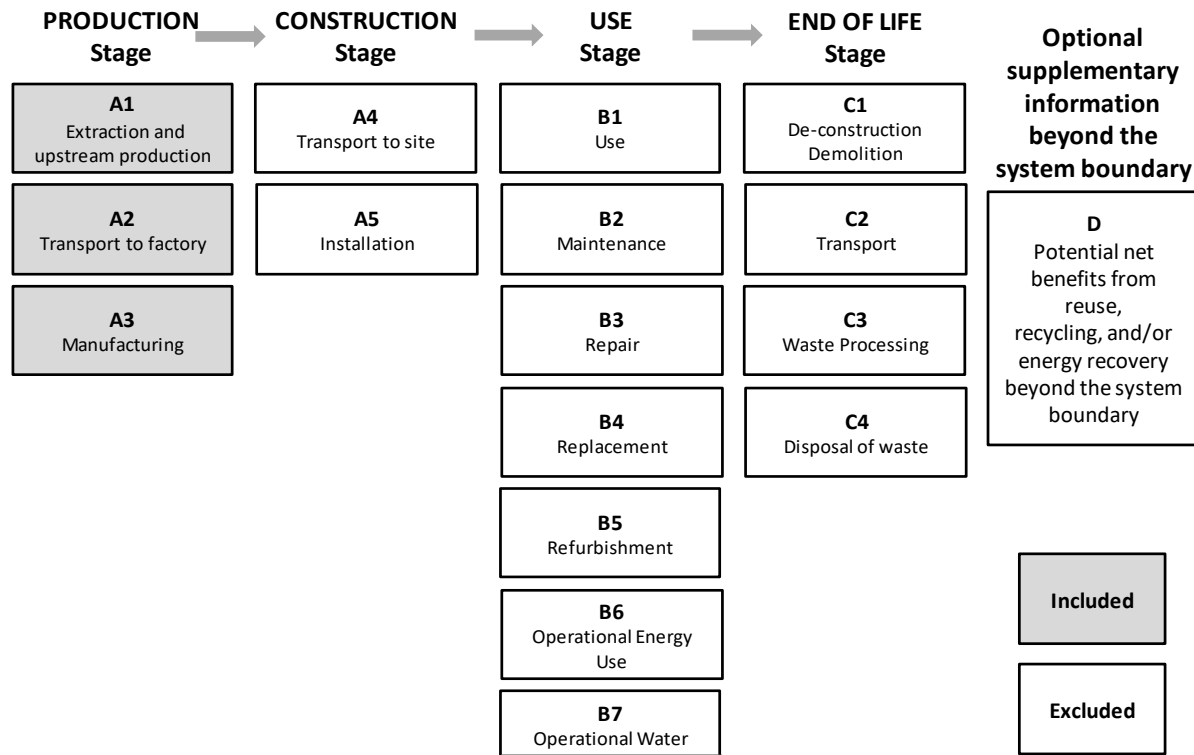 PRODUCTION
Stage
CONSTRUCTION
Stage
USE
Stage
END OF LIFE
Stage
Optional
supplementary
information
beyond the
system boundary
A1
Extraction and
upstream production
A2
Transport to factory
A3
Manufacturing
A4
Transport to site
A5
Installation
B1
Use
B2
Maintenance
B3
Repair
B4
Replacement
B5
Refurbishment
B6
Operational Energy
Use
B7
Operational Water
C1
De-construction
Demolition
C2
Transport
C3
Waste Processing
C4
Disposal of waste
D
Potential net
benefits from
reuse,
recycling, and/or
energy recovery
beyond the system
boundary
Included
Excluded